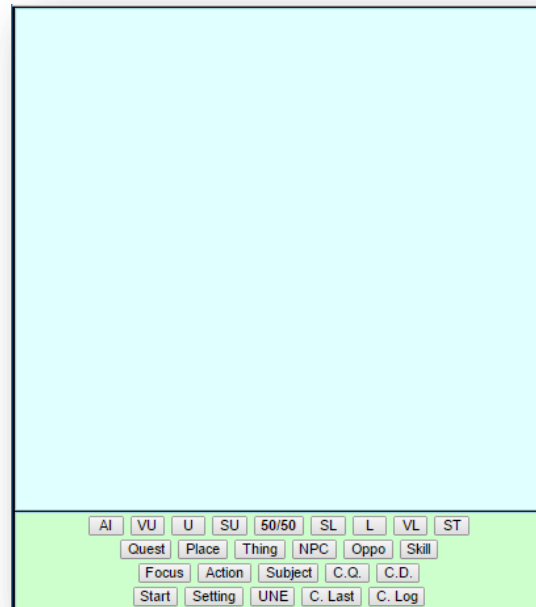 AI VU U SU 50/50 SL L VL ST
Quest Place Thing NPC Oppo Skill
Focus Action Subject C.Q. C.D.
Start Setting UNE C. Last C. Log